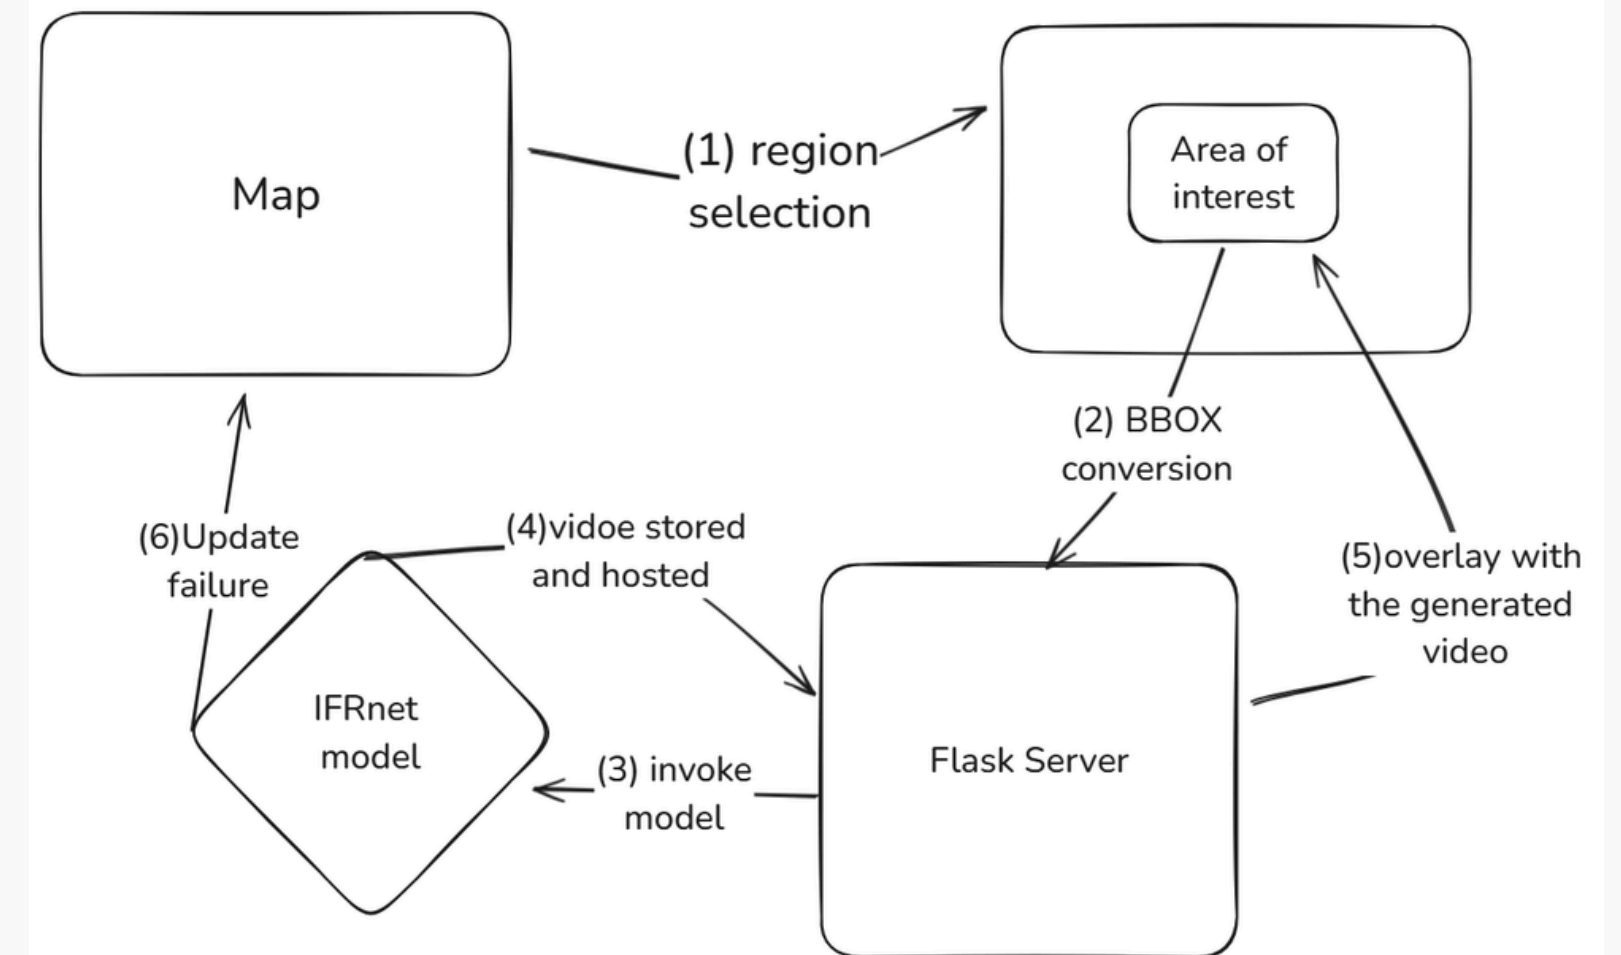 Map
(1) region
selection
Area of
interest
(2) BBOX
conversion
(6)Update
failure
(4)vidoe stored
and hosted
(5)overlay with
the generated
video
IFRnet
model
(3) invoke
model
Flask Server